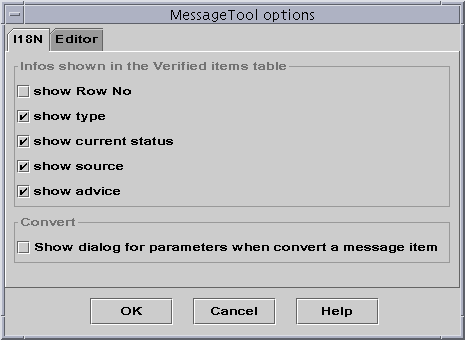 MessageTool options
I18N Editor
Infos shown in the Verified items table
show Row No
show type
show current status
show source
show advice
Convert
Show dialog for parameters when convert a message item
OK Cancel Help